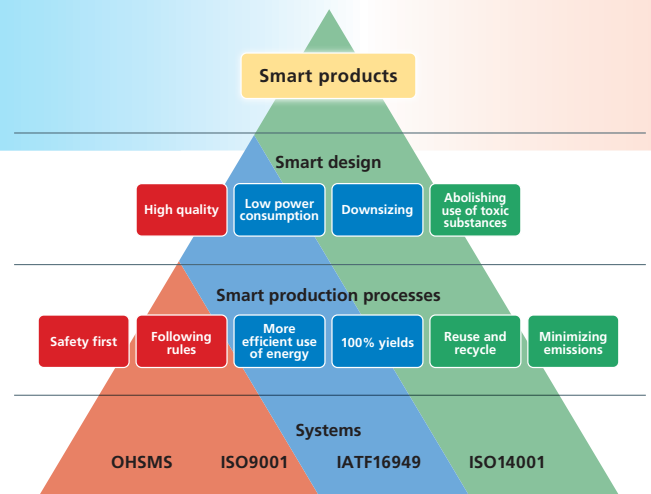 Smart products
Smart design
High quality
Low power
consumption
Downsizing
Abolishing
use of toxic
substances
Smart production processes
Safety first
Following
rules
More
efficient use
of energy
100% yields
Reuse and
recycle
Minimizing
emissions
Systems
OHSMS ISO9001 IATF16949 ISO14001